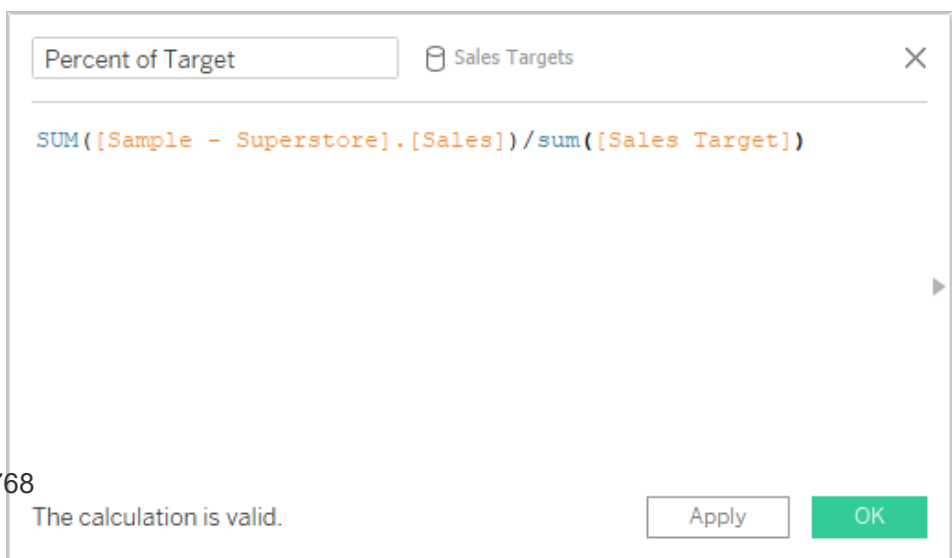 Percent of Target Sales Targets
SUM([Sample - Superstore].[Sales])/sum([Sales Target])
768
The calculation is valid. Apply OK